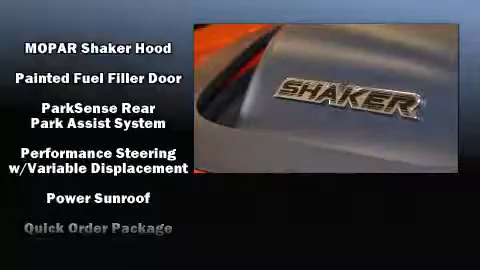 MOPAR Shaker Hood
Painted Fuel Filler Door
ParkSense Rear
Park Assist System
Performance Steering
w/Variable Displacement
Power Sunroof
Quick Order Package
SHAKER